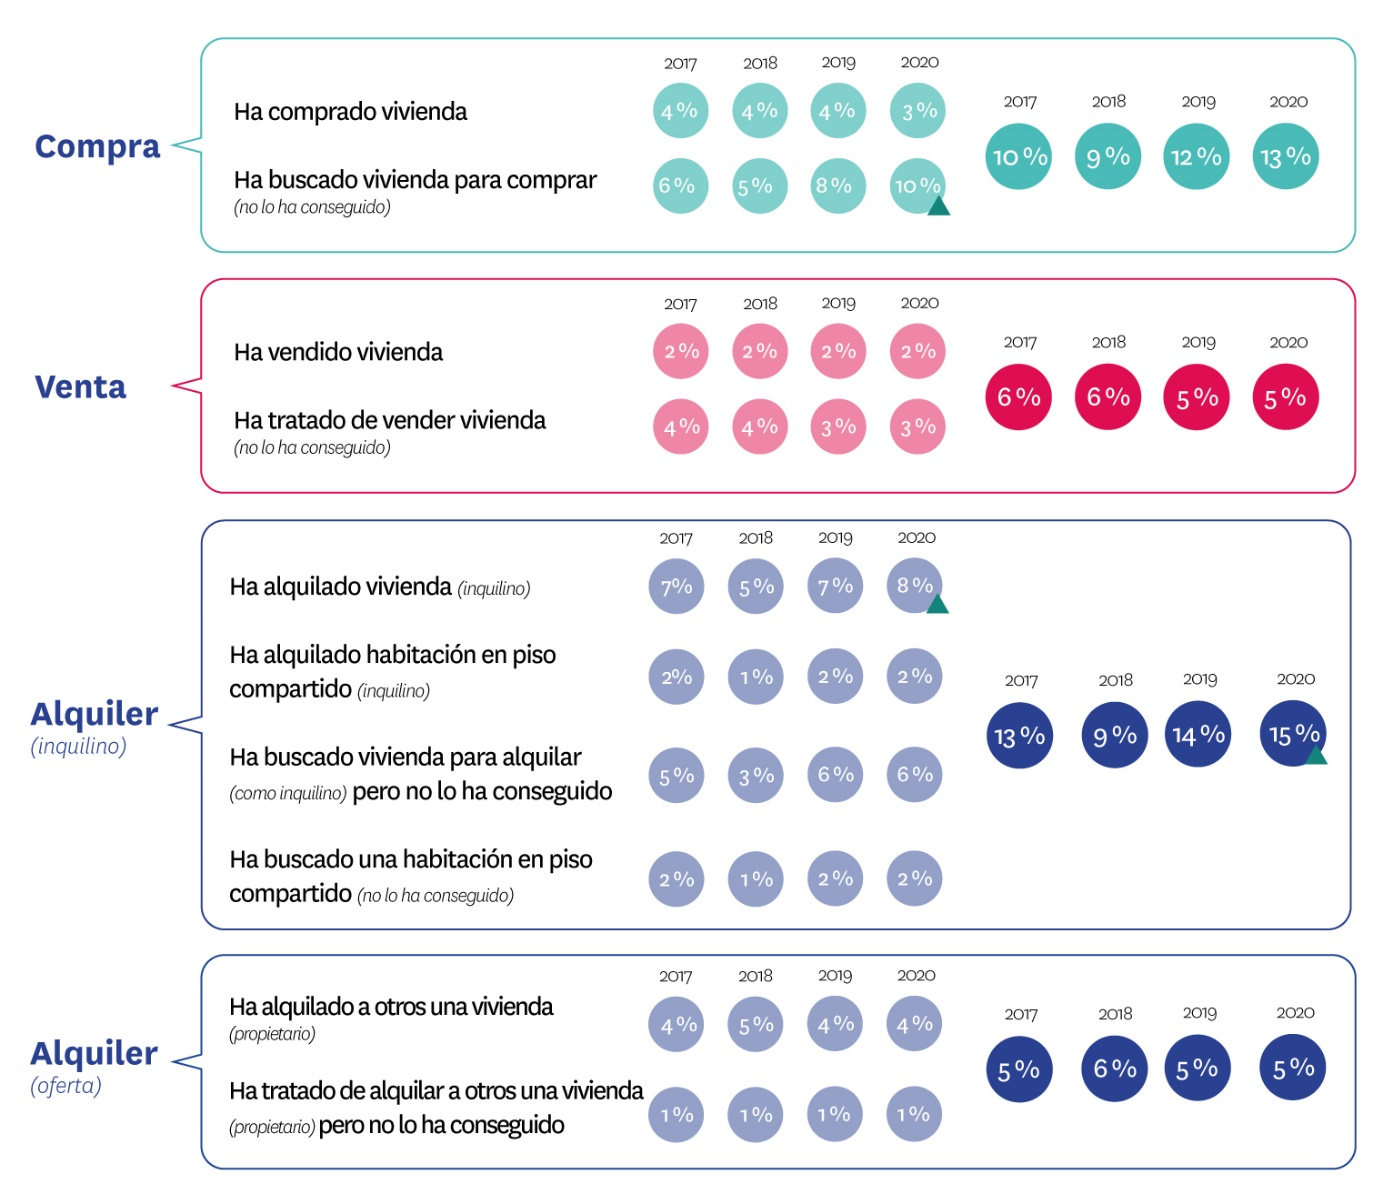 Compra
2017 2018 2019 2020
Ha comprado vivienda 4% 4% 4% 3%
Ha buscado vivienda para comprar 6% 5% 8% 10%
(no lo ha conseguido)
2017 2018 2019 2020
10% 9% 12% 13%
Venta
2017 2018 2019 2020
Ha vendido vivienda 2% 2% 2% 2%
Ha tratado de vender vivienda 4% 4% 3% 3%
(no lo ha conseguido)
2017 2018 2019 2020
6% 6% 5% 5%
Alquiler
(inquilino)
2017 2018 2019 2020
Ha alquilado vivienda (inquilino) 7% 5% 7% 8%
Ha alquilado habitación en piso
compartido (inquilino) 2% 1% 2% 2%
Ha buscado vivienda para alquilar
(como inquilino) pero no lo ha conseguido 5% 3% 6% 6%
Ha buscado una habitación en piso
compartido (no lo ha conseguido) 2% 1% 2% 2%
2017 2018 2019 2020
13% 9% 14% 15%
Alquiler
(oferta)
2017 2018 2019 2020
Ha alquilado a otros una vivienda 4% 5% 4% 4%
(propietario)
Ha tratado de alquilar a otros una vivienda
(propietario) pero no lo ha conseguido 1% 1% 1% 1%
2017 2018 2019 2020
5% 6% 5% 5%